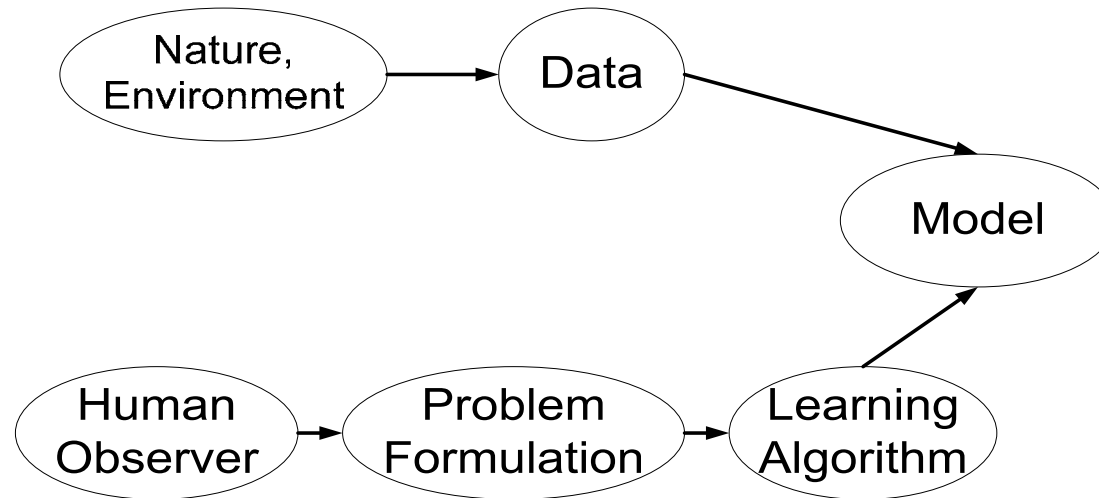 Nature,
Environment
Data
Model
Human
Observer
Problem
Formulation
Learning
Algorithm